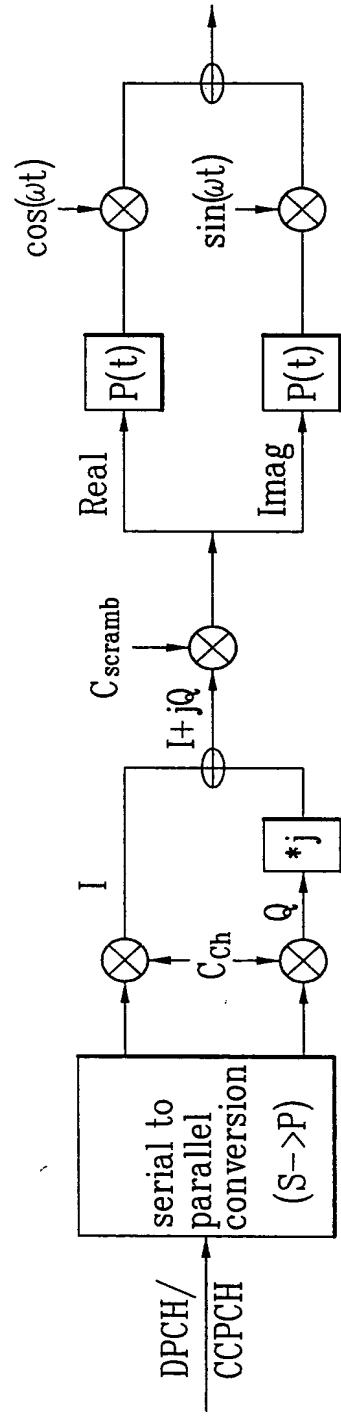 DPCH/
CCPCH
serial to
parallel
conversion
(S->P)
I
C_Ch
Q
*j
I+jQ
C_scramb
Real
Imag
P(t)
P(t)
cos(ωt)
sin(ωt)